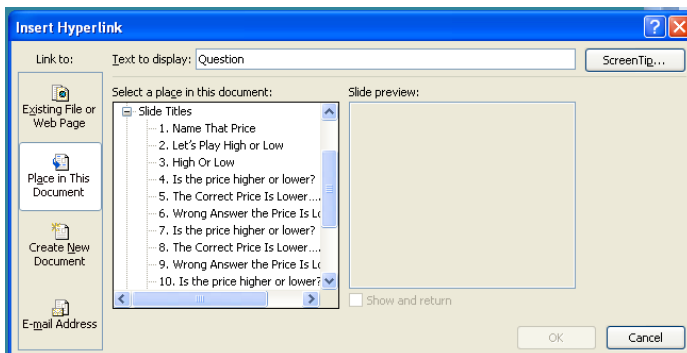 Insert Hyperlink
Link to:
Text to display: Question
ScreenTip...
Existing File or
Web Page
Place in This
Document
Create New
Document
E-mail Address
Select a place in this document:
Slide Titles
1. Name That Price
2. Let's Play High or Low
3. High Or Low
4. Is the price higher or lower?
5. The Correct Price Is Lower....
6. Wrong Answer the Price Is
7. Is the price higher or lower?
8. The Correct Price Is Lower....
9. Wrong Answer the Price Is
10. Is the price higher or lower?
Slide preview:
Show and return
OK
Cancel